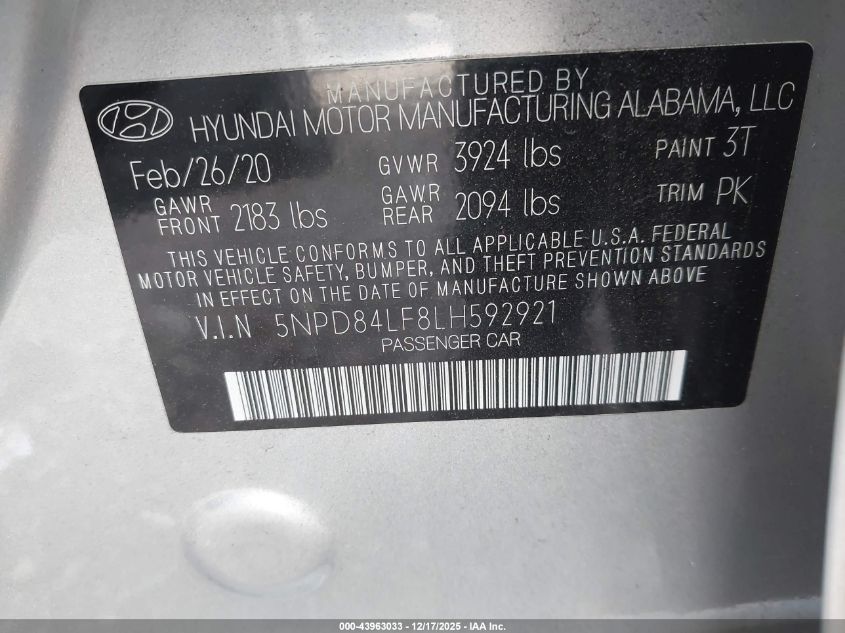 MANUFACTURED BY
HYUNDAI MOTOR MANUFACTURING ALABAMA, LLC
Feb/26/20 GVWR 3924 lbs PAINT 3T
GAWR FRONT 2183 lbs GAWR REAR 2094 lbs TRIM PK
THIS VEHICLE CONFORMS TO ALL APPLICABLE U.S.A. FEDERAL
MOTOR VEHICLE SAFETY, BUMPER, AND THEFT PREVENTION STANDARDS
IN EFFECT ON THE DATE OF MANUFACTURE SHOWN ABOVE
V.I.N 5NPD84LF8LH592921
PASSENGER CAR
000-43963033 - 12/17/2025 - IAA Inc.